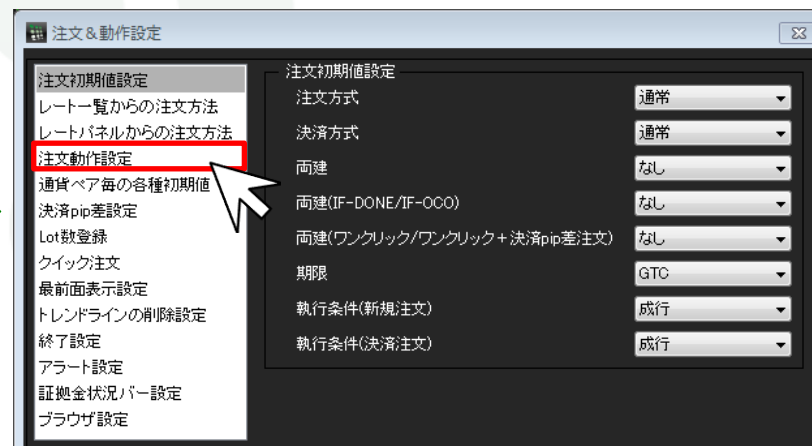 注文＆動作設定
注文初期値設定
レート一覧からの注文方法
レートパネルからの注文方法
注文動作設定
通貨ペア毎の各種初期値
決済pip差設定
Lot数登録
クイック注文
最前面表示設定
トレンドラインの削除設定
終了設定
アラート設定
証拠金状況バー設定
ブラウザ設定
注文初期値設定
注文方式 通常
決済方式 通常
両建 なし
両建(IF-DONE/IF-OCO) なし
両建(ワンクリック/ワンクリック+決済pip差注文) なし
期限 GTC
執行条件(新規注文) 成行
執行条件(決済注文) 成行